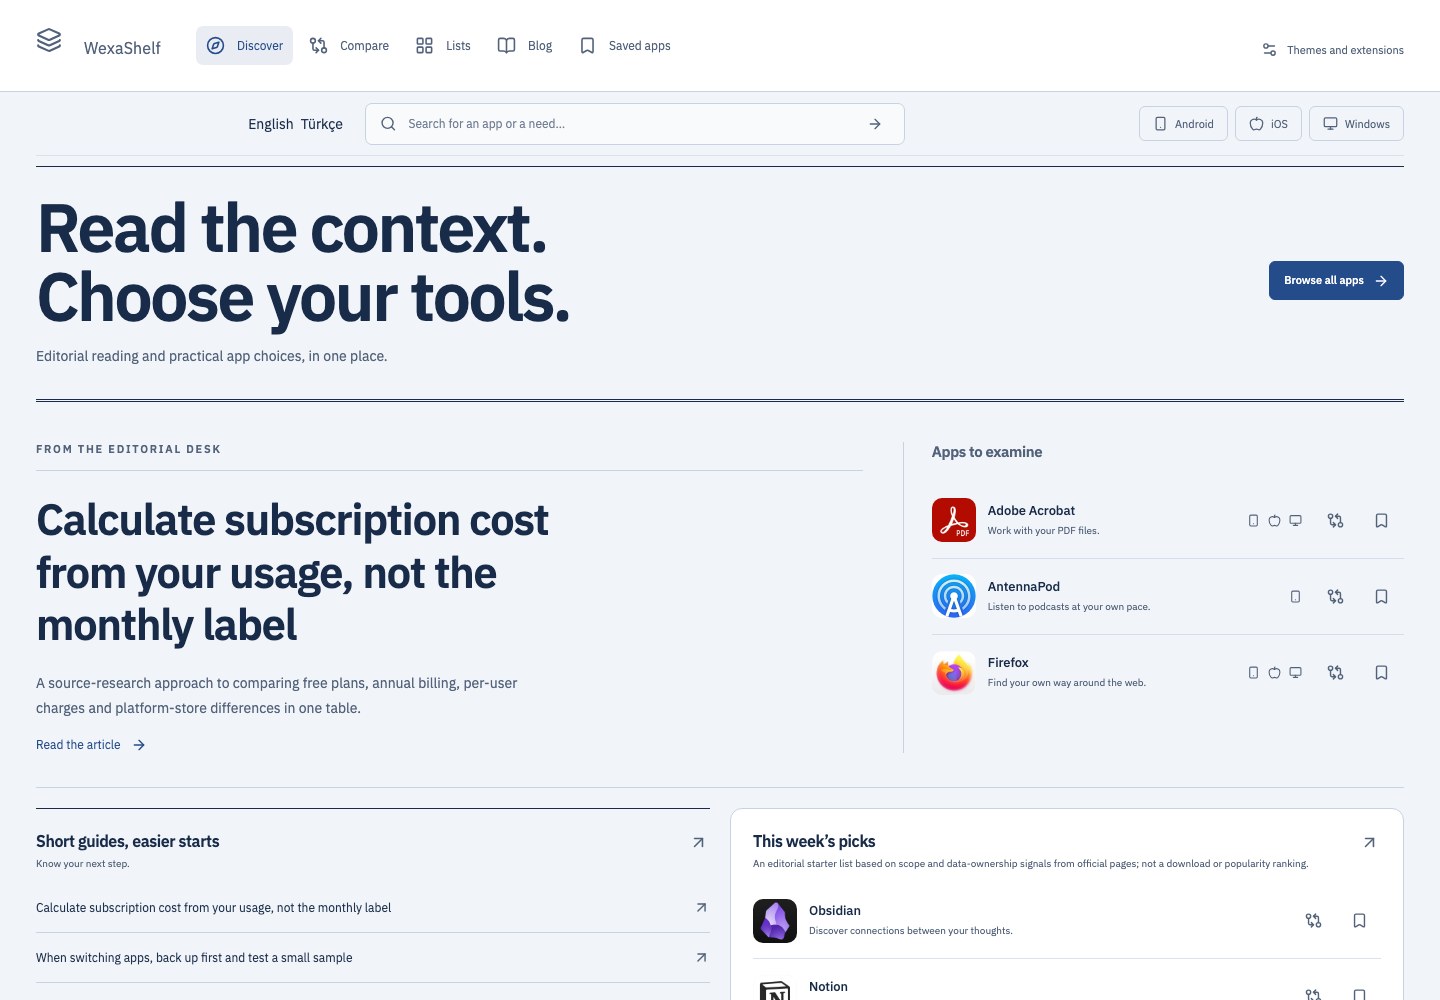 WexaShelf
Discover
Compare
Lists
Blog
Saved apps
Themes and extensions
English Türkçe
Search for an app or a need...
Android
iOS
Windows
Read the context.
Choose your tools.
Editorial reading and practical app choices, in one place.
Browse all apps
FROM THE EDITORIAL DESK
Calculate subscription cost
from your usage, not the
monthly label
A source-research approach to comparing free plans, annual billing, per-user
charges and platform-store differences in one table.
Read the article
Apps to examine
PDF
Adobe Acrobat
Work with your PDF files.
AntennaPod
Listen to podcasts at your own pace.
Firefox
Find your own way around the web.
Short guides, easier starts
Know your next step.
Calculate subscription cost from your usage, not the monthly label
When switching apps, back up first and test a small sample
This week’s picks
An editorial starter list based on scope and data-ownership signals from official pages; not a download or popularity ranking.
Obsidian
Discover connections between your thoughts.
N
Notion